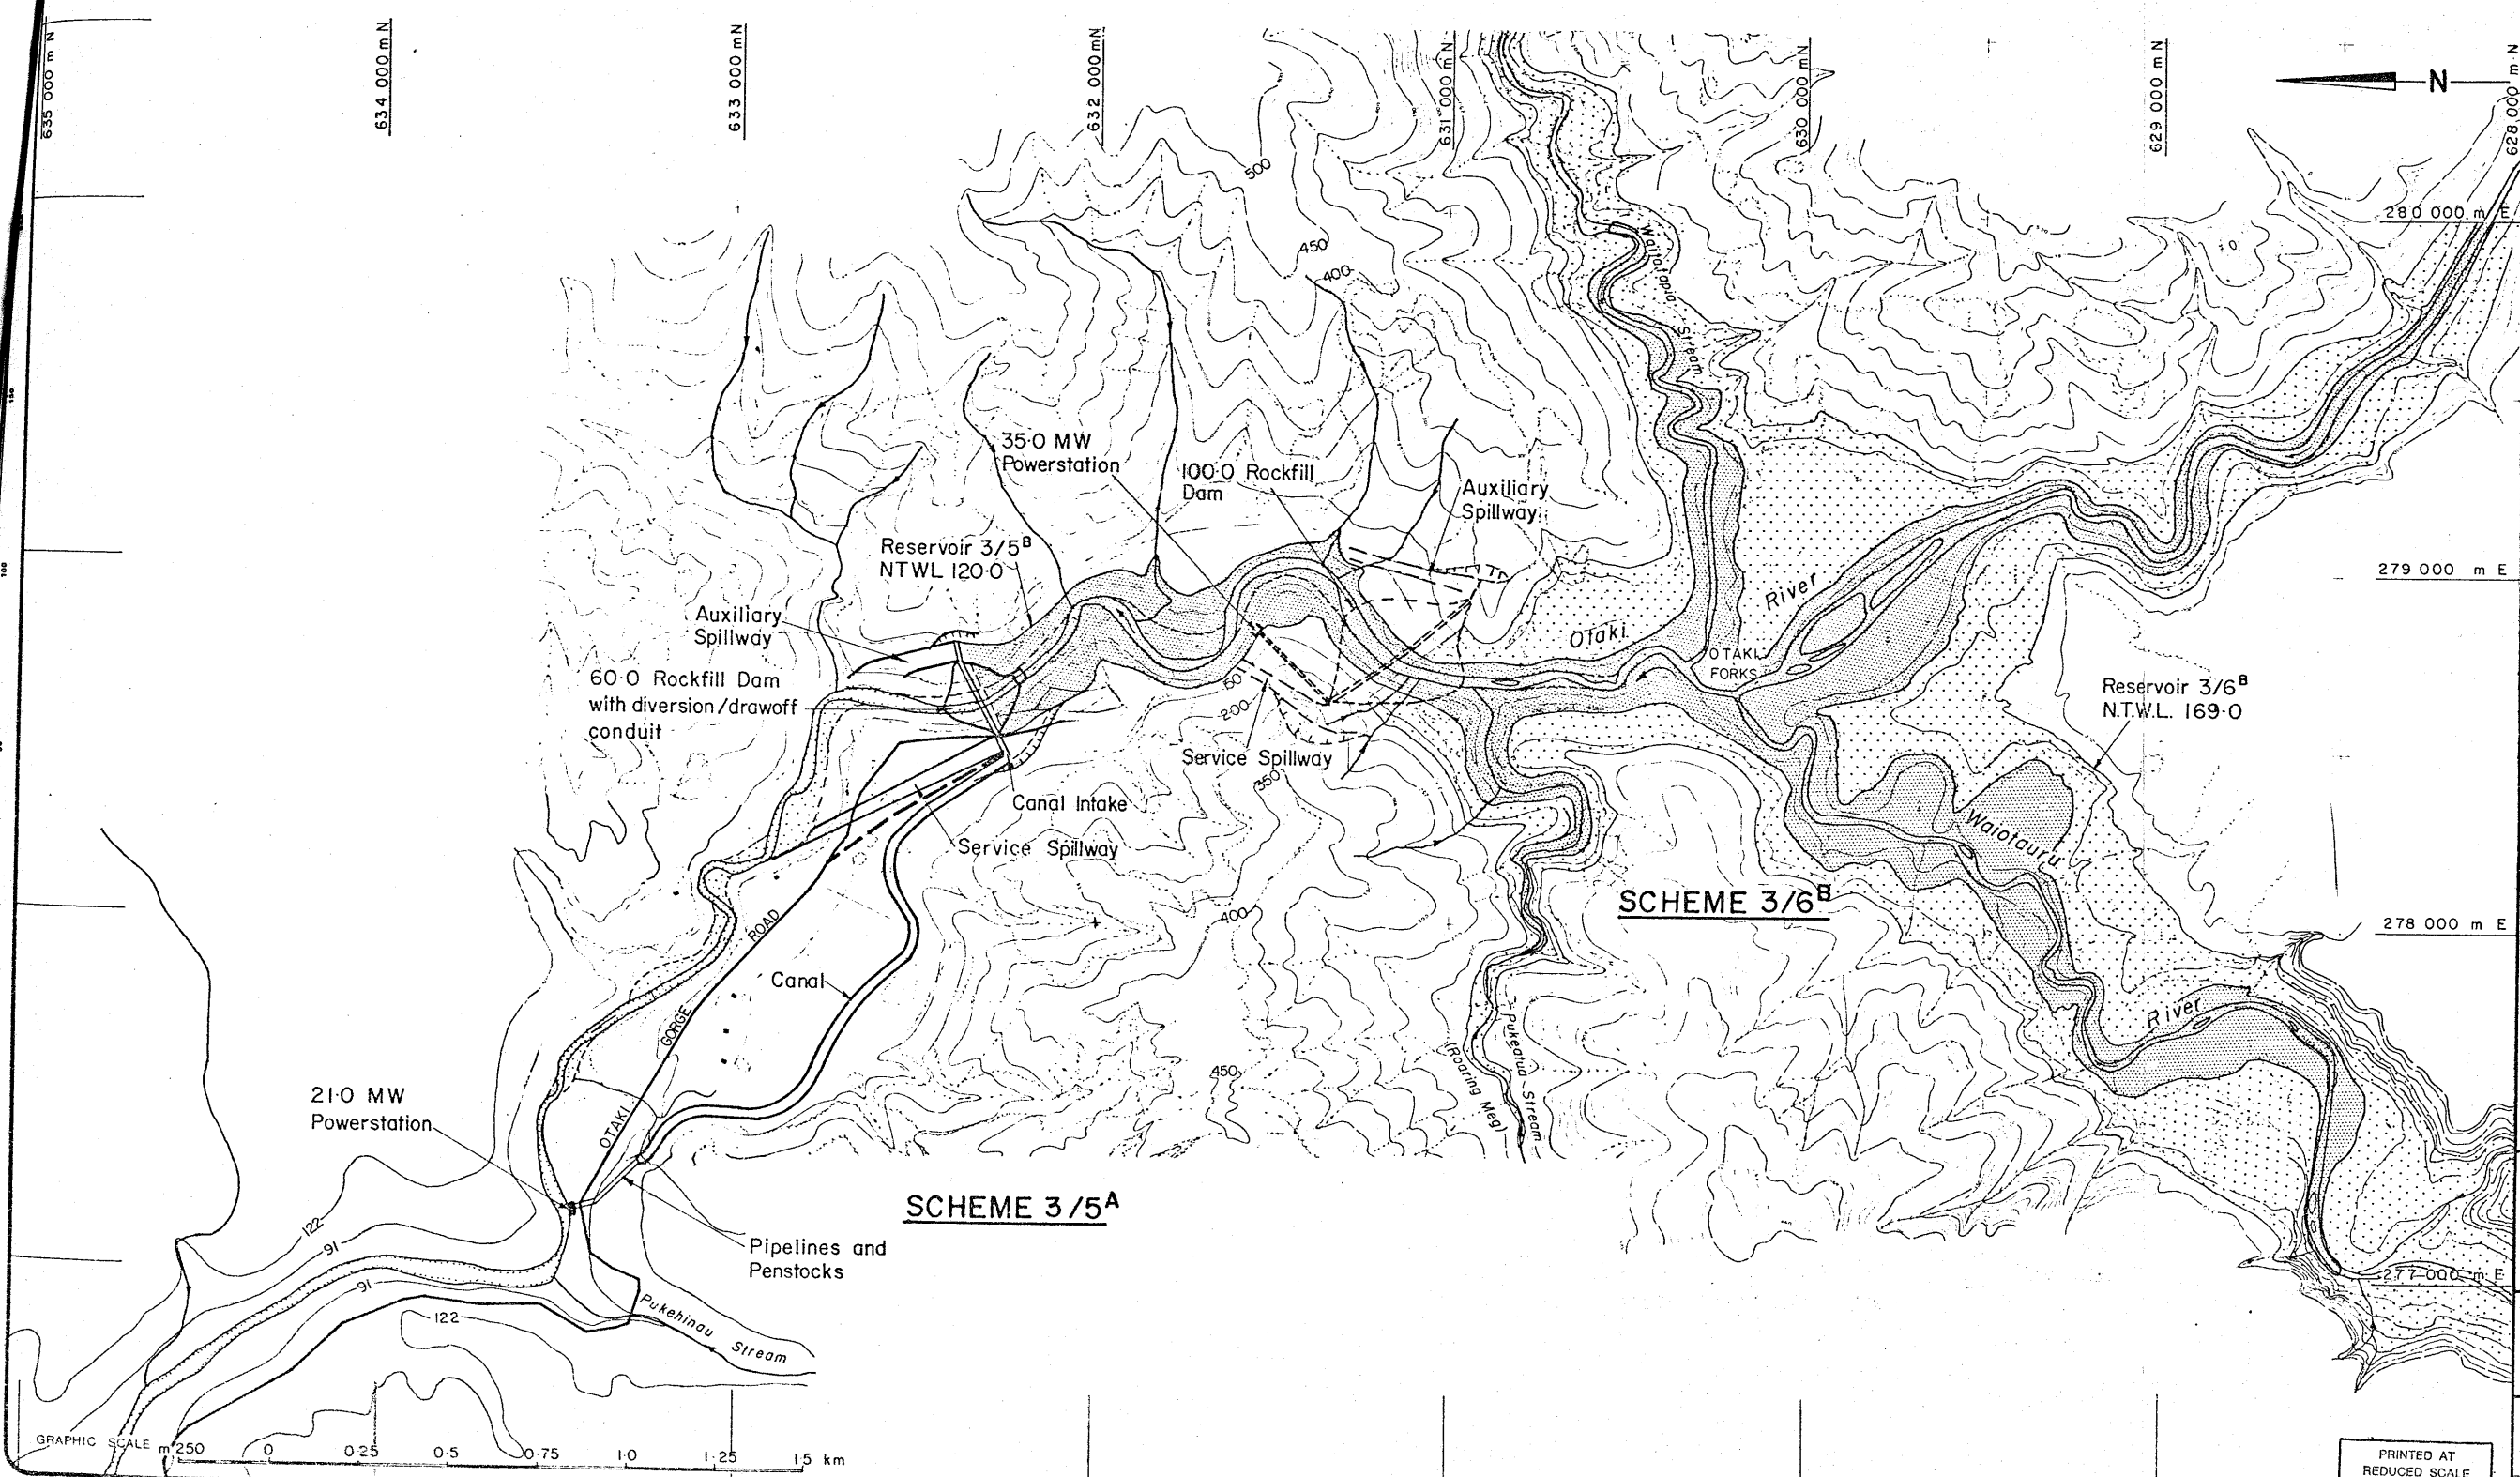 635 000 m N
634 000 m N
633 000 mN
632 000 mN
631 000 m N
630 000 mN
629 000 m N
628 000 m N
N
280 000 m E
279 000 m E
278 000 m E
277 000 m E
500
450
400
Waitatapia Stream
35·0 MW
Powerstation
100·0 Rockfill
Dam
Auxiliary
Spillway
Reservoir 3/5ᴮ
NTWL 120·0
Auxiliary
Spillway
60·0 Rockfill Dam
with diversion/drawoff
conduit
River
Otaki
OTAKI
FORKS
Reservoir 3/6ᴮ
N.T.W.L. 169·0
200
Service Spillway
350
Canal Intake
Service Spillway
Waiotauru
River
SCHEME 3/6ᴮ
400
OTAKI GORGE ROAD
Canal
450
Pukeatua Stream
(Roaring Meg)
21·0 MW
Powerstation
SCHEME 3/5ᴬ
Pipelines and
Penstocks
122
91
91
122
Pukehinau Stream
100
100
GRAPHIC SCALE m 250 0 0·25 0·5 0·75 1·0 1·25 1·5 km
PRINTED AT
REDUCED SCALE